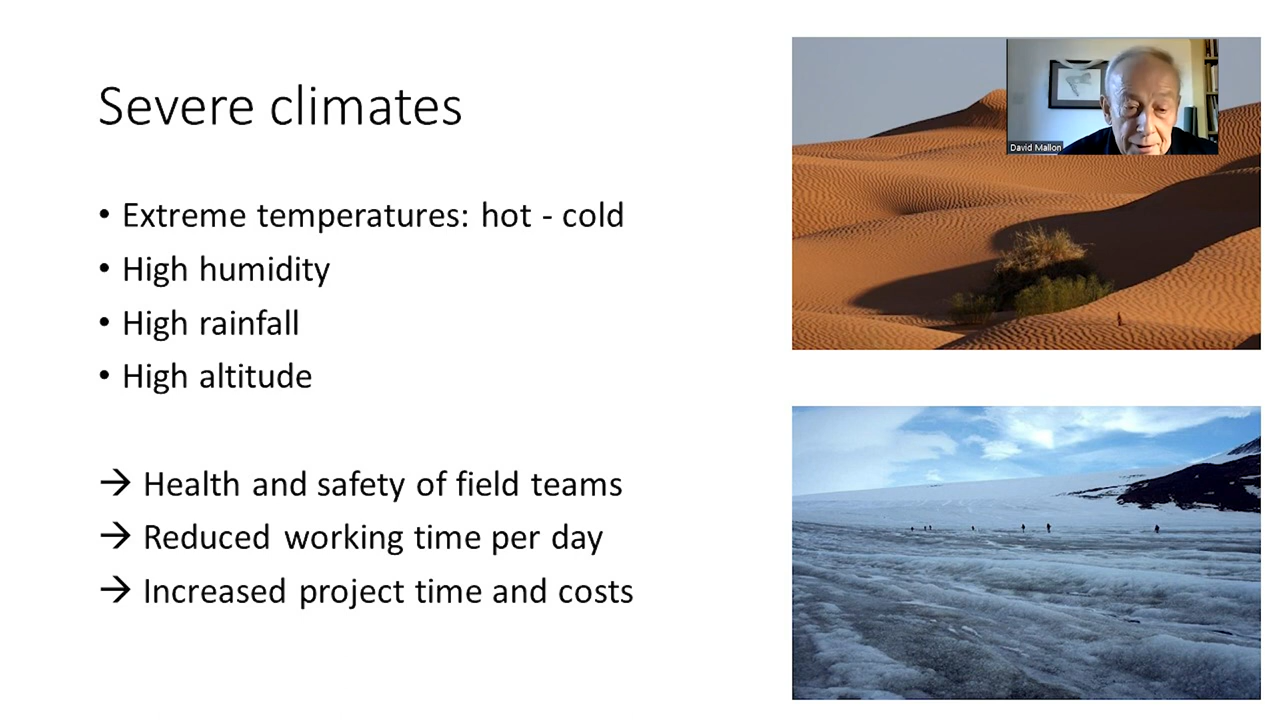 Severe climates
• Extreme temperatures: hot - cold
• High humidity
• High rainfall
• High altitude
→ Health and safety of field teams
→ Reduced working time per day
→ Increased project time and costs
David Mallon